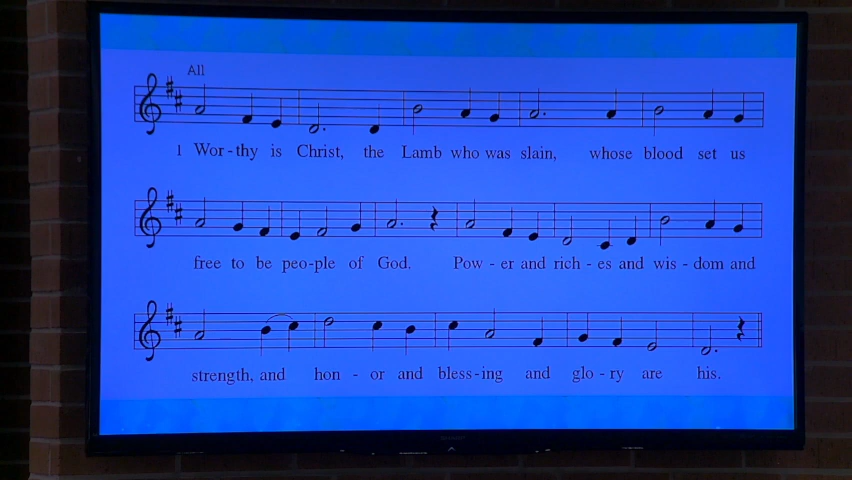 All
1 Wor - thy is Christ, the Lamb who was slain, whose blood set us
free to be peo - ple of God. Pow - er and rich - es and wis - dom and
strength, and hon - or and bless - ing and glo - ry are his.